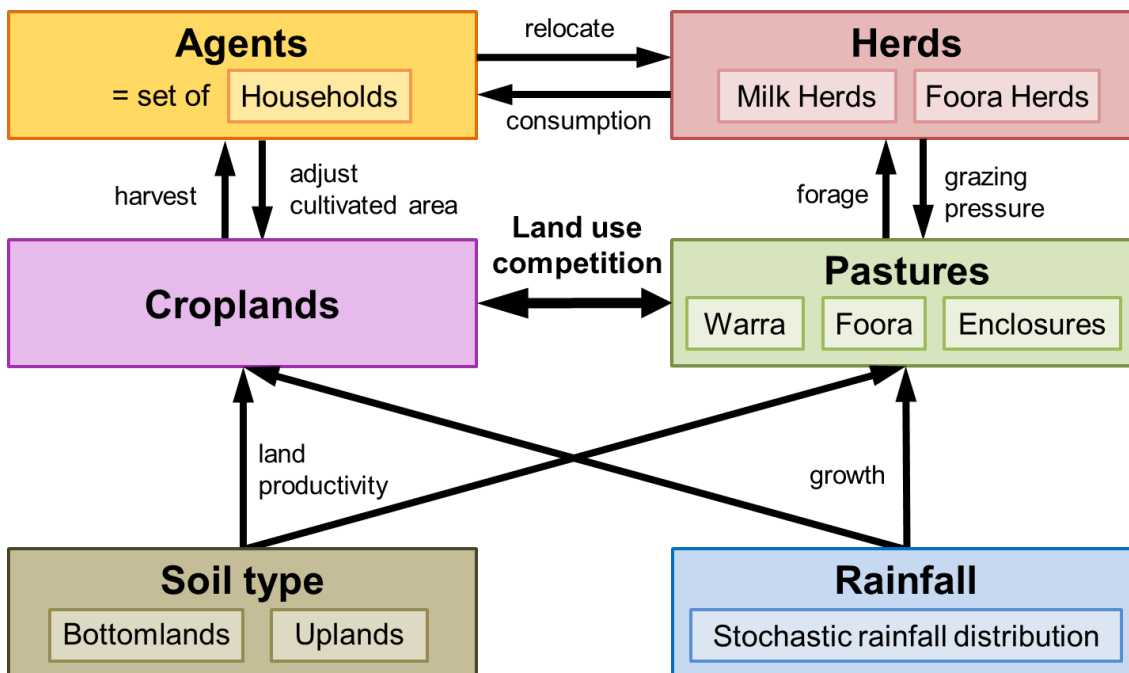 Agents
= set of Households
relocate
consumption
Herds
Milk Herds Foora Herds
harvest
adjust
cultivated area
forage
grazing
pressure
Croplands
Land use
competition
Pastures
Warra Foora Enclosures
land
productivity
growth
Soil type
Bottomlands Uplands
Rainfall
Stochastic rainfall distribution